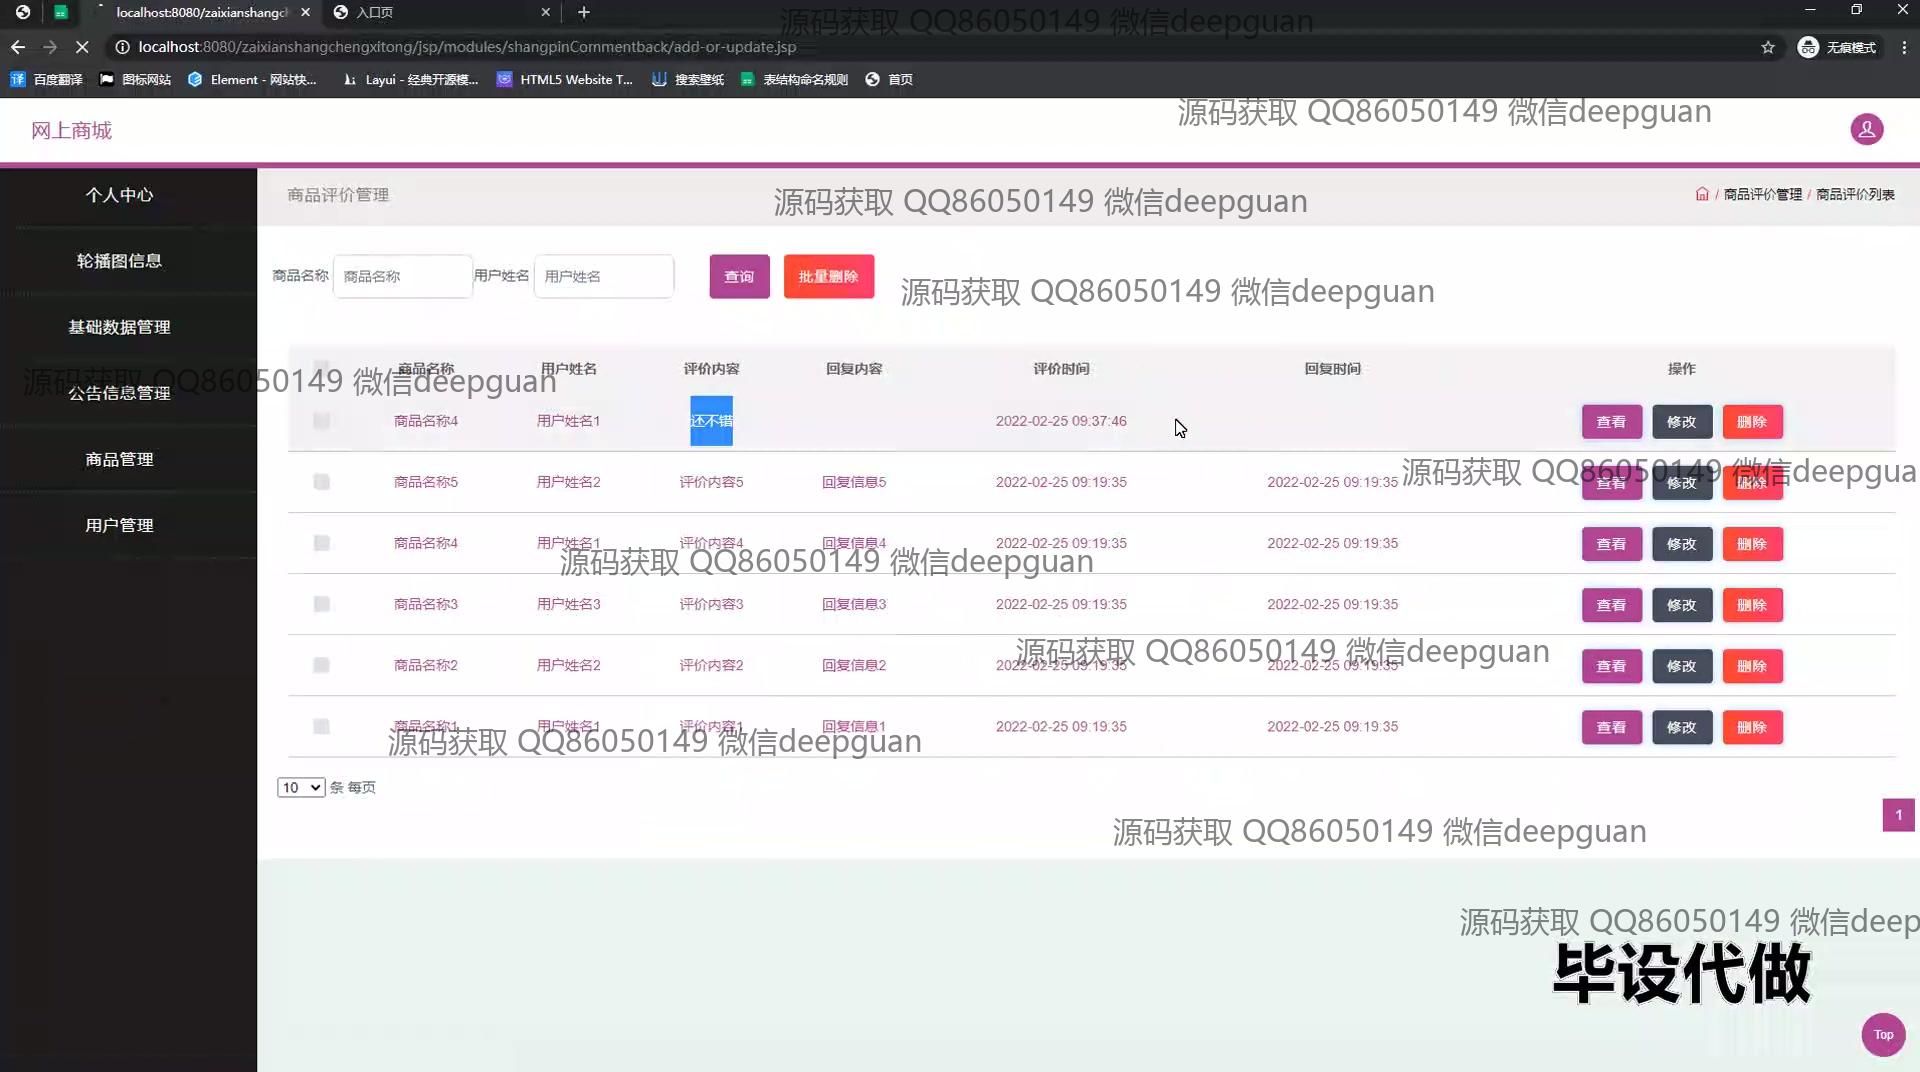 localhost:8080/zaixianshangch
入口页
源码获取 QQ86050149 微信deepguan
localhost:8080/zaixianshangchengxitong/jsp/modules/shangpinCommentback/add-or-update.jsp
无痕模式
百度翻译
图标网站
Element - 网站快...
Layui - 经典开源模...
HTML5 Website T...
搜索壁纸
表结构命名规则
首页
源码获取 QQ86050149 微信deepguan
网上商城
个人中心
商品评价管理
源码获取 QQ86050149 微信deepguan
/ 商品评价管理 / 商品评价列表
轮播图信息
商品名称 商品名称 用户姓名 用户姓名 查询 批量删除
源码获取 QQ86050149 微信deepguan
基础数据管理
商品名称 用户姓名 评价内容 回复内容 评价时间 回复时间 操作
源码获取 QQ86050149 微信deepguan
公告信息管理
商品名称4 用户姓名1 还不错 2022-02-25 09:37:46 查看 修改 删除
商品管理
源码获取 QQ86050149 微信deepgua
商品名称5 用户姓名2 评价内容5 回复信息5 2022-02-25 09:19:35 2022-02-25 09:19:35 查看 修改 删除
用户管理
商品名称4 用户姓名1 评价内容4 回复信息4 2022-02-25 09:19:35 2022-02-25 09:19:35 查看 修改 删除
源码获取 QQ86050149 微信deepguan
商品名称3 用户姓名3 评价内容3 回复信息3 2022-02-25 09:19:35 2022-02-25 09:19:35 查看 修改 删除
源码获取 QQ86050149 微信deepguan
商品名称2 用户姓名2 评价内容2 回复信息2 2022-02-25 09:19:35 2022-02-25 09:19:35 查看 修改 删除
商品名称1 用户姓名1 评价内容1 回复信息1 2022-02-25 09:19:35 2022-02-25 09:19:35 查看 修改 删除
源码获取 QQ86050149 微信deepguan
10 条 每页
1
源码获取 QQ86050149 微信deepguan
源码获取 QQ86050149 微信deep
毕设代做
Top